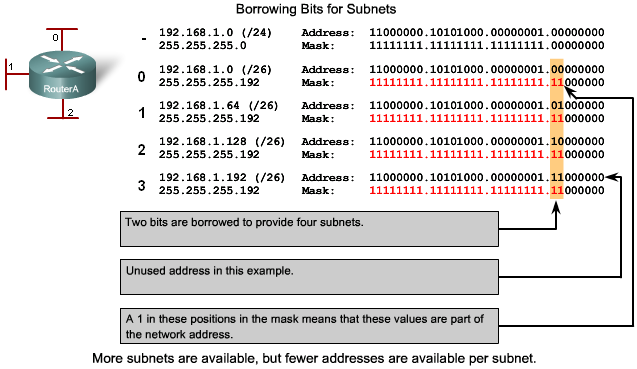 Borrowing Bits for Subnets
0
1
RouterA
2
- 192.168.1.0 (/24) Address: 11000000.10101000.00000001.00000000
255.255.255.0 Mask: 11111111.11111111.11111111.00000000
0 192.168.1.0 (/26) Address: 11000000.10101000.00000001.00000000
255.255.255.192 Mask: 11111111.11111111.11111111.11000000
1 192.168.1.64 (/26) Address: 11000000.10101000.00000001.01000000
255.255.255.192 Mask: 11111111.11111111.11111111.11000000
2 192.168.1.128 (/26) Address: 11000000.10101000.00000001.10000000
255.255.255.192 Mask: 11111111.11111111.11111111.11000000
3 192.168.1.192 (/26) Address: 11000000.10101000.00000001.11000000
255.255.255.192 Mask: 11111111.11111111.11111111.11000000
Two bits are borrowed to provide four subnets.
Unused address in this example.
A 1 in these positions in the mask means that these values are part of
the network address.
More subnets are available, but fewer addresses are available per subnet.